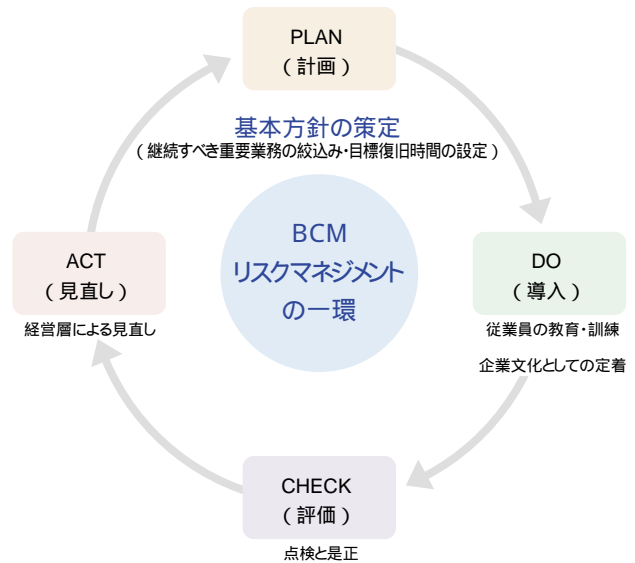 PLAN
(計画)
基本方針の策定
(継続すべき重要業務の絞込み・目標復旧時間の設定)
BCM
リスクマネジメント
の一環
ACT
(見直し)
経営層による見直し
DO
(導入)
従業員の教育・訓練
企業文化としての定着
CHECK
(評価)
点検と是正